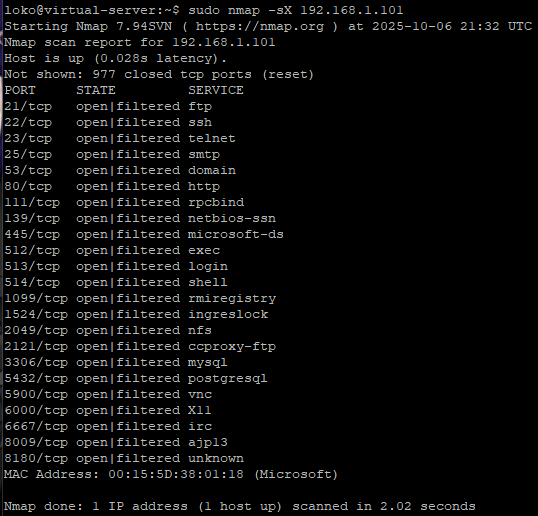 loko@virtual-server:~$ sudo nmap -sX 192.168.1.101
Starting Nmap 7.94SVN ( https://nmap.org ) at 2025-10-06 21:32 UTC
Nmap scan report for 192.168.1.101
Host is up (0.028s latency).
Not shown: 977 closed tcp ports (reset)
PORT     STATE         SERVICE
21/tcp   open|filtered ftp
22/tcp   open|filtered ssh
23/tcp   open|filtered telnet
25/tcp   open|filtered smtp
53/tcp   open|filtered domain
80/tcp   open|filtered http
111/tcp  open|filtered rpcbind
139/tcp  open|filtered netbios-ssn
445/tcp  open|filtered microsoft-ds
512/tcp  open|filtered exec
513/tcp  open|filtered login
514/tcp  open|filtered shell
1099/tcp open|filtered rmiregistry
1524/tcp open|filtered ingreslock
2049/tcp open|filtered nfs
2121/tcp open|filtered ccproxy-ftp
3306/tcp open|filtered mysql
5432/tcp open|filtered postgresql
5900/tcp open|filtered vnc
6000/tcp open|filtered X11
6667/tcp open|filtered irc
8009/tcp open|filtered ajp13
8180/tcp open|filtered unknown
MAC Address: 00:15:5D:38:01:18 (Microsoft)
Nmap done: 1 IP address (1 host up) scanned in 2.02 seconds